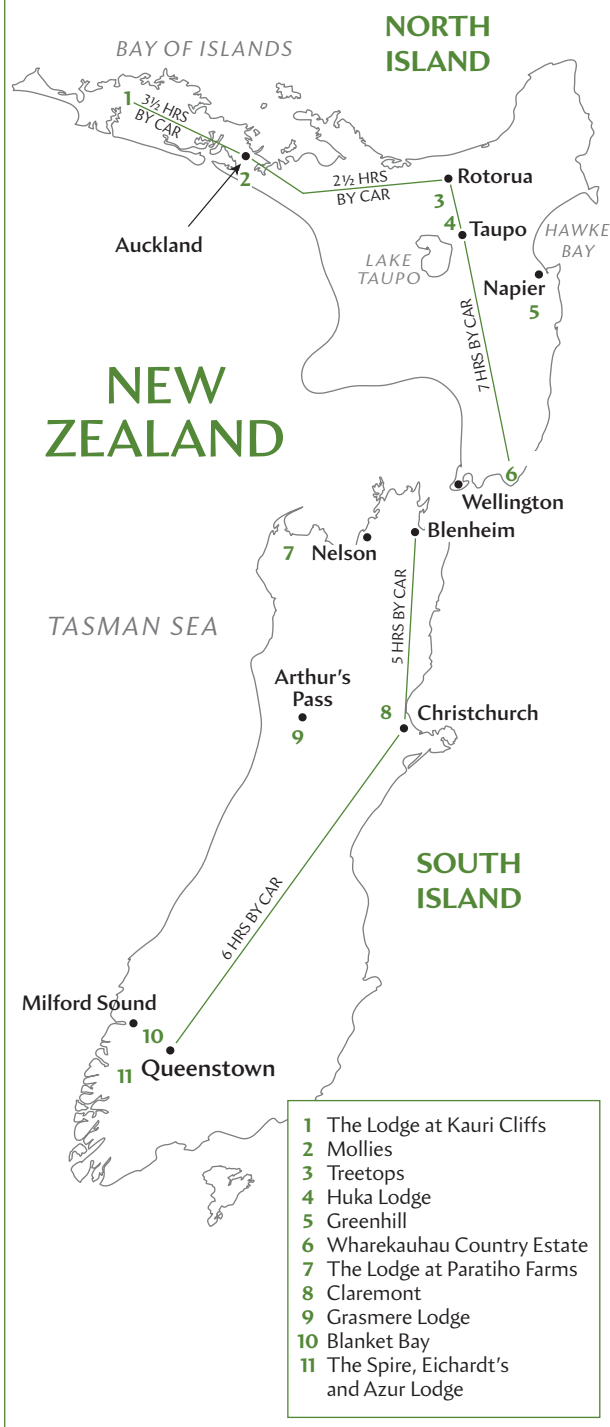 NORTH
ISLAND
BAY OF ISLANDS
1
3½ HRS
BY CAR
2
Auckland
2½ HRS
BY CAR
Rotorua
3
4
Taupo
HAWKE
BAY
LAKE
TAUPO
Napier
5
7 HRS BY CAR
NEW
ZEALAND
6
Wellington
Blenheim
7
Nelson
5 HRS BY CAR
TASMAN SEA
Arthur's
Pass
9
8
Christchurch
SOUTH
ISLAND
6 HRS BY CAR
Milford Sound
10
11
Queenstown
1 The Lodge at Kauri Cliffs
2 Mollies
3 Treetops
4 Huka Lodge
5 Greenhill
6 Wharekauhau Country Estate
7 The Lodge at Paratiho Farms
8 Claremont
9 Grasmere Lodge
10 Blanket Bay
11 The Spire, Eichardt's
and Azur Lodge